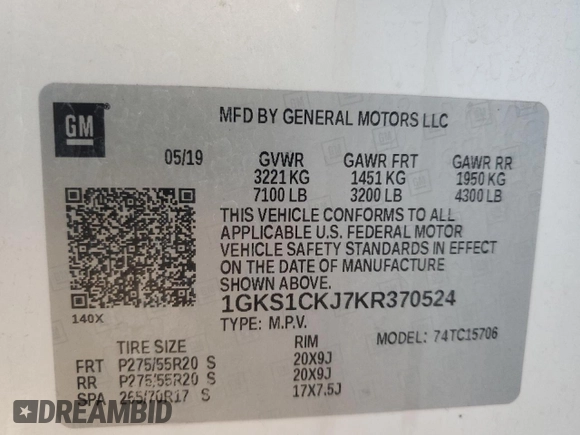 GM
MFD BY GENERAL MOTORS LLC
05/19 GVWR GAWR FRT GAWR RR
3221 KG 1451 KG 1950 KG
7100 LB 3200 LB 4300 LB
THIS VEHICLE CONFORMS TO ALL
APPLICABLE U.S. FEDERAL MOTOR
VEHICLE SAFETY STANDARDS IN EFFECT
ON THE DATE OF MANUFACTURE
SHOWN ABOVE.
140X
1GKS1CKJ7KR370524
TYPE: M.P.V. MODEL: 74TC15706
TIRE SIZE RIM
FRT P275/55R20 S 20X9J
RR P275/55R20 S 20X9J
SPA 265/70R17 S 17X7.5J
DREAMBID